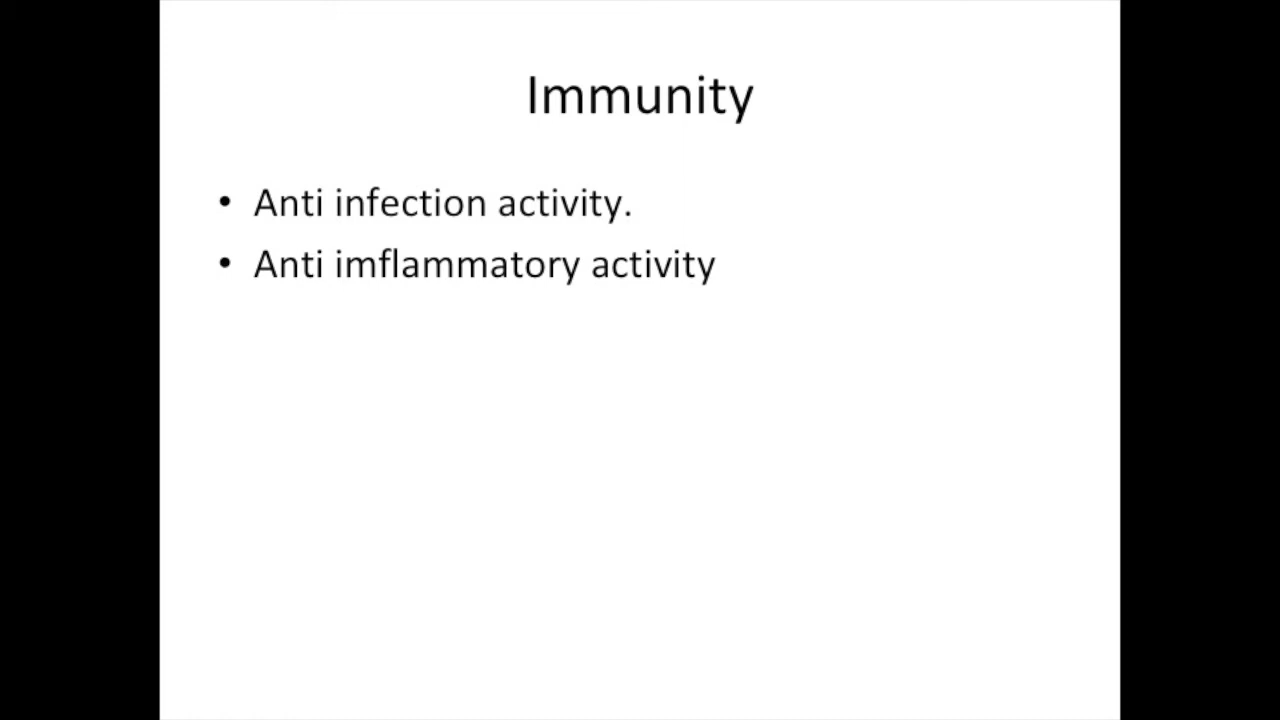 Immunity
• Anti infection activity.
• Anti imflammatory activity